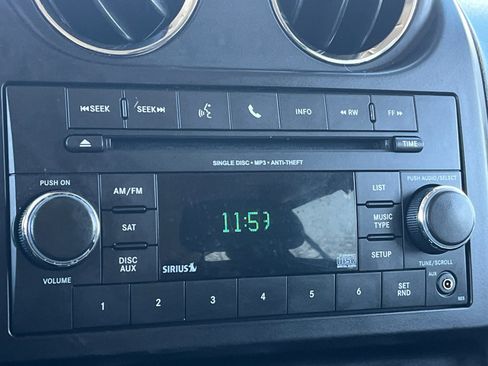 SEEK SEEK INFO RW FF
TIME
SINGLE DISC • MP3 • ANTI-THEFT
PUSH ON AM/FM LIST PUSH AUDIO/SELECT
SAT 11:57 MUSIC TYPE
VOLUME DISC AUX SIRIUS SETUP TUNE/SCROLL
1 2 3 4 5 6 SET RND AUX
RES